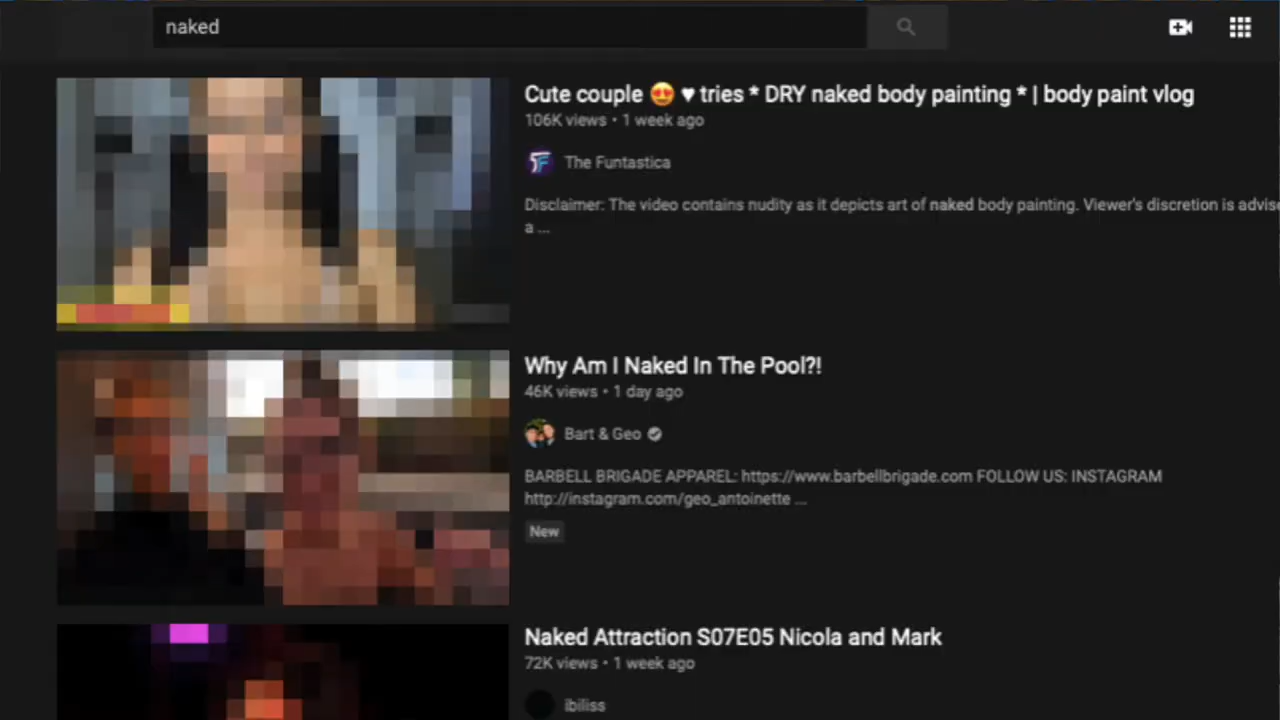 naked
Cute couple 😍 ♥ tries * DRY naked body painting * | body paint vlog
106K views • 1 week ago
The Funtastica
Disclaimer: The video contains nudity as it depicts art of naked body painting. Viewer's discretion is advise
a ...
Why Am I Naked In The Pool?!
46K views • 1 day ago
Bart & Geo
BARBELL BRIGADE APPAREL: https://www.barbellbrigade.com FOLLOW US: INSTAGRAM
http://instagram.com/geo_antoinette ...
New
Naked Attraction S07E05 Nicola and Mark
72K views • 1 week ago
ibiliss